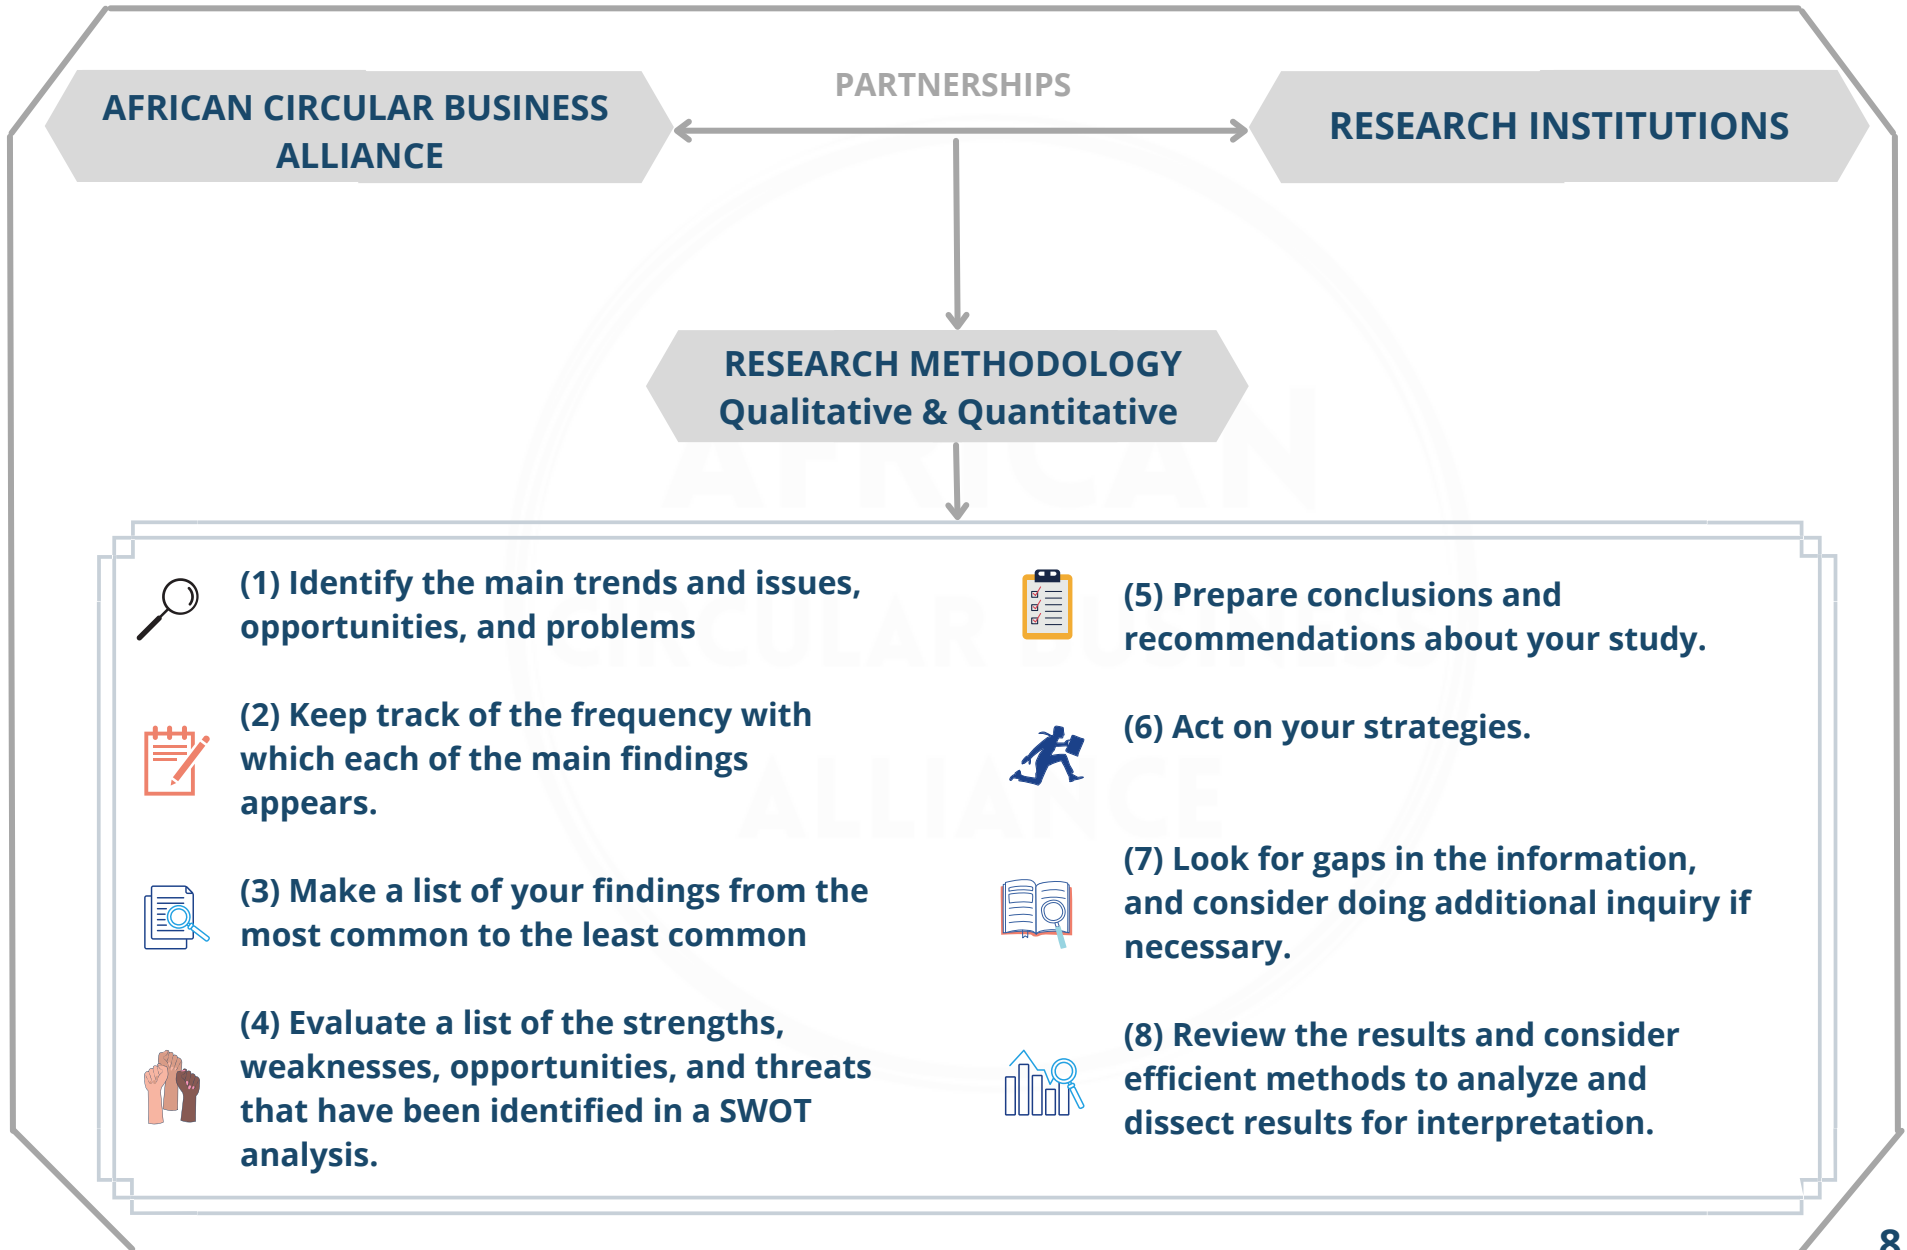 PARTNERSHIPS
AFRICAN CIRCULAR BUSINESS
ALLIANCE
RESEARCH INSTITUTIONS
RESEARCH METHODOLOGY
Qualitative & Quantitative
(1) Identify the main trends and issues,
opportunities, and problems
(2) Keep track of the frequency with
which each of the main findings
appears.
(3) Make a list of your findings from the
most common to the least common
(4) Evaluate a list of the strengths,
weaknesses, opportunities, and threats
that have been identified in a SWOT
analysis.
(5) Prepare conclusions and
recommendations about your study.
(6) Act on your strategies.
(7) Look for gaps in the information,
and consider doing additional inquiry if
necessary.
(8) Review the results and consider
efficient methods to analyze and
dissect results for interpretation.
AFRICAN
CIRCULAR BUSINESS
ALLIANCE
8